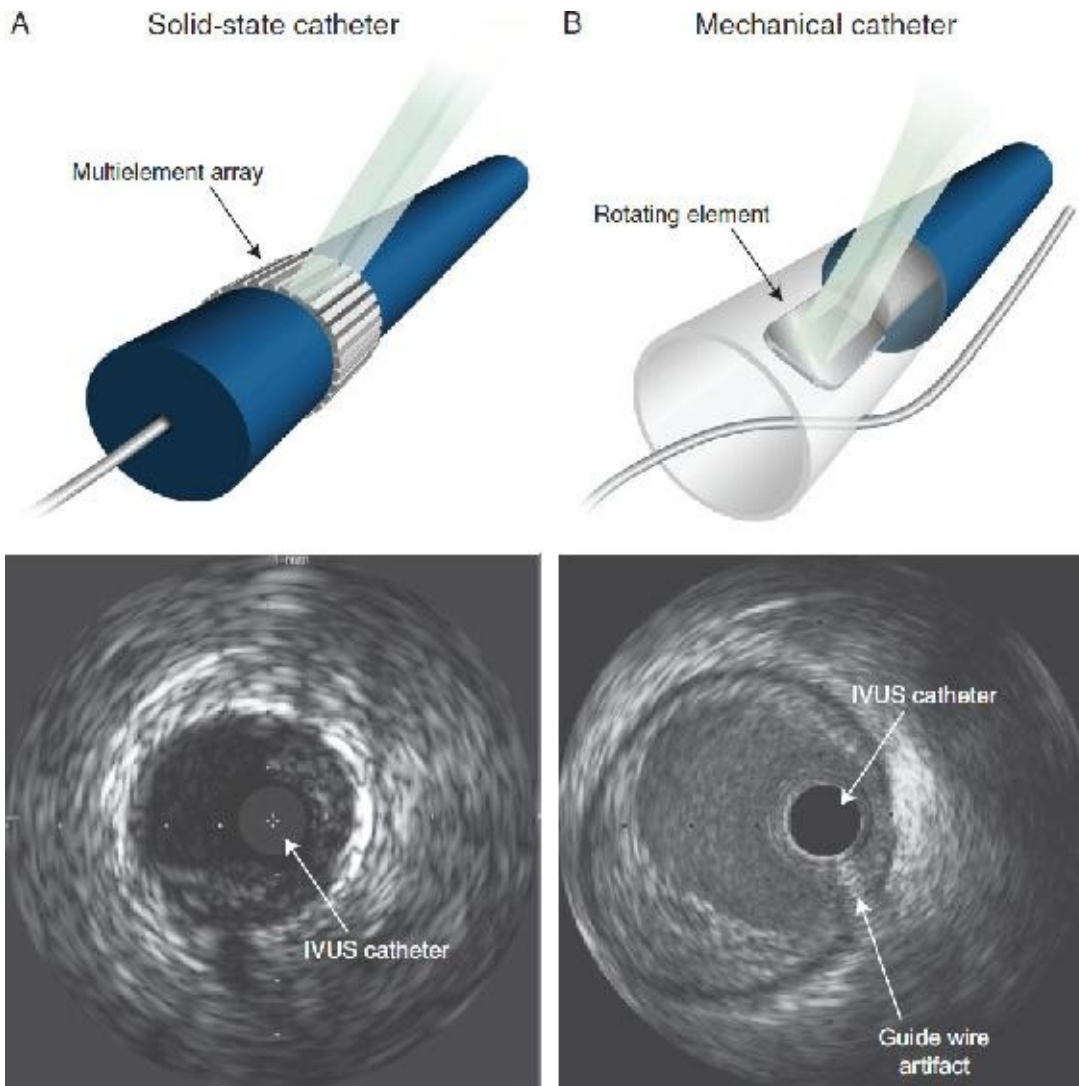 A Solid-state catheter
B Mechanical catheter
Multielement array
Rotating element
IVUS catheter
IVUS catheter
Guide wire
artifact